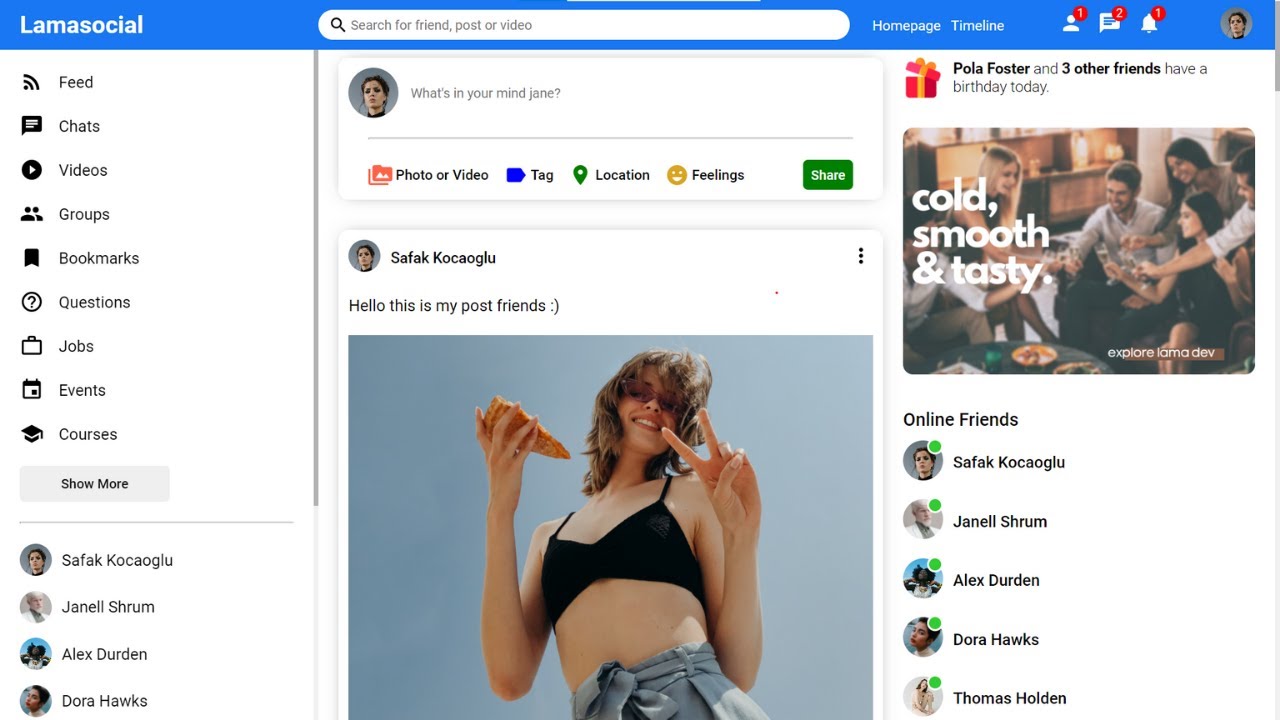 Lamasocial
Search for friend, post or video
Homepage Timeline
1
2
1
Feed
Chats
Videos
Groups
Bookmarks
Questions
Jobs
Events
Courses
Show More
Safak Kocaoglu
Janell Shrum
Alex Durden
Dora Hawks
What's in your mind jane?
Photo or Video Tag Location Feelings Share
Safak Kocaoglu
Hello this is my post friends :)
Pola Foster and 3 other friends have a
birthday today.
cold,
smooth
& tasty.
explore lama dev
Online Friends
Safak Kocaoglu
Janell Shrum
Alex Durden
Dora Hawks
Thomas Holden